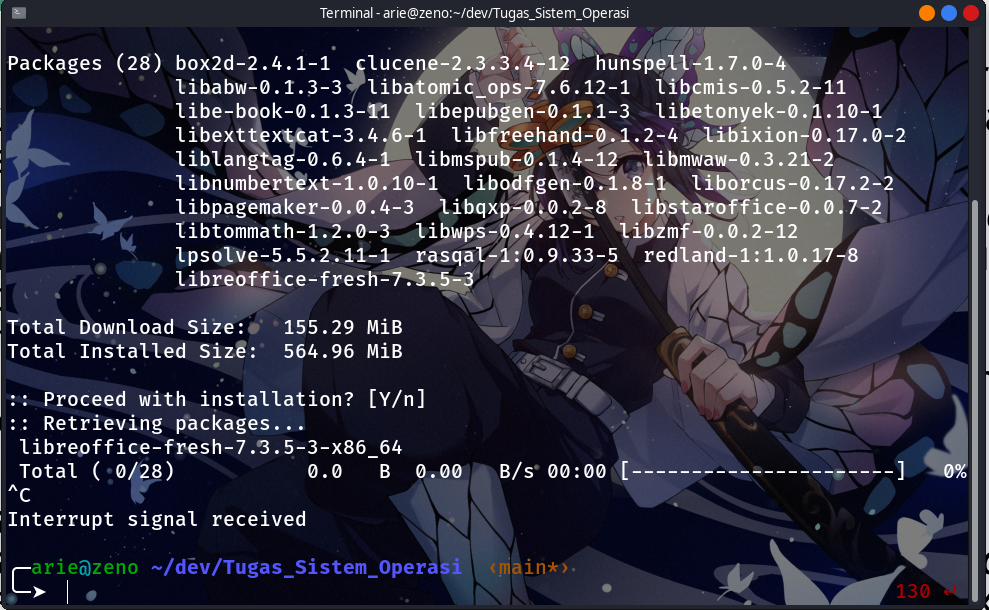 Terminal - arie@zeno:~/dev/Tugas_Sistem_Operasi
Packages (28) box2d-2.4.1-1  clucene-2.3.3.4-12  hunspell-1.7.0-4
libabw-0.1.3-3  libatomic_ops-7.6.12-1  libcmis-0.5.2-11
libe-book-0.1.3-11  libepubgen-0.1.1-3  libetonyek-0.1.10-1
libexttextcat-3.4.6-1  libfreehand-0.1.2-4  libixion-0.17.0-2
liblangtag-0.6.4-1  libmspub-0.1.4-12  libmwaw-0.3.21-2
libnumbertext-1.0.10-1  libodfgen-0.1.8-1  liborcus-0.17.2-2
libpagemaker-0.0.4-3  libqxp-0.0.2-8  libstaroffice-0.0.7-2
libtommath-1.2.0-3  libwps-0.4.12-1  libzmf-0.0.2-12
lpsolve-5.5.2.11-1  rasqal-1:0.9.33-5  redland-1:1.0.17-8
libreoffice-fresh-7.3.5-3
Total Download Size:   155.29 MiB
Total Installed Size:  564.96 MiB
:: Proceed with installation? [Y/n]
:: Retrieving packages...
libreoffice-fresh-7.3.5-3-x86_64
Total ( 0/28)           0.0   B  0.00   B/s 00:00 [----------------------]   0%
^C
Interrupt signal received
╭─arie@zeno ~/dev/Tugas_Sistem_Operasi  ‹main*›
╰─➤  130 ↵